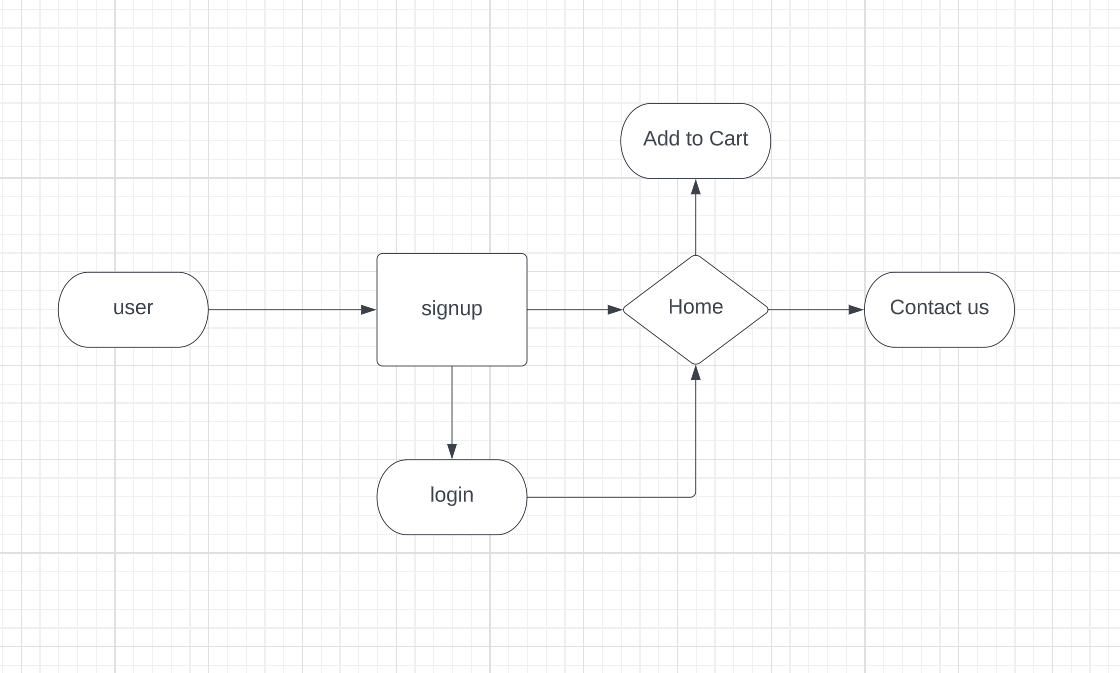 Add to Cart
user
signup
Home
Contact us
login